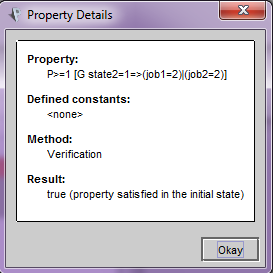 Property Details
Property:
P>=1 [G state2=1=>(job1=2)|(job2=2)]
Defined constants:
<none>
Method:
Verification
Result:
true (property satisfied in the initial state)
Okay